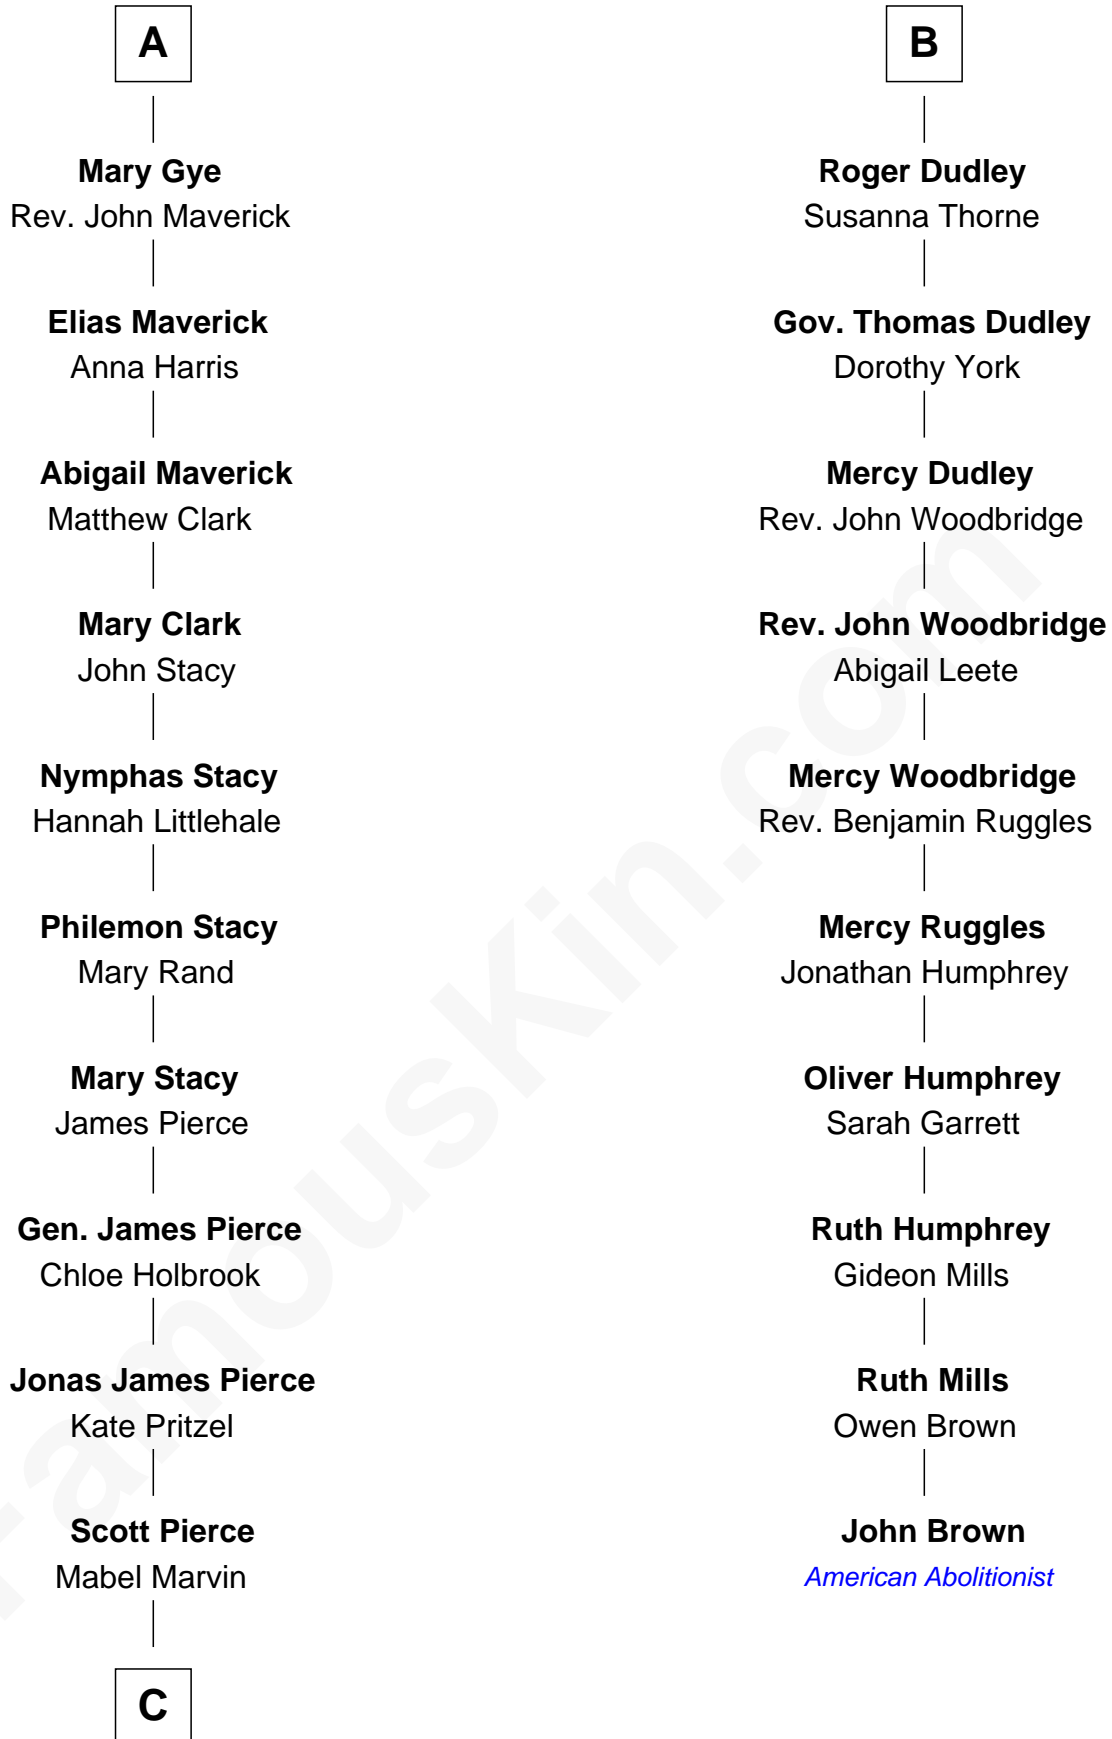 A
Mary Gye
Rev. John Maverick
Elias Maverick
Anna Harris
Abigail Maverick
Matthew Clark
Mary Clark
John Stacy
Nymphas Stacy
Hannah Littlehale
Philemon Stacy
Mary Rand
Mary Stacy
James Pierce
Gen. James Pierce
Chloe Holbrook
Jonas James Pierce
Kate Pritzel
Scott Pierce
Mabel Marvin
C
B
Roger Dudley
Susanna Thorne
Gov. Thomas Dudley
Dorothy York
Mercy Dudley
Rev. John Woodbridge
Rev. John Woodbridge
Abigail Leete
Mercy Woodbridge
Rev. Benjamin Ruggles
Mercy Ruggles
Jonathan Humphrey
Oliver Humphrey
Sarah Garrett
Ruth Humphrey
Gideon Mills
Ruth Mills
Owen Brown
John Brown
American Abolitionist
FamousKin.com